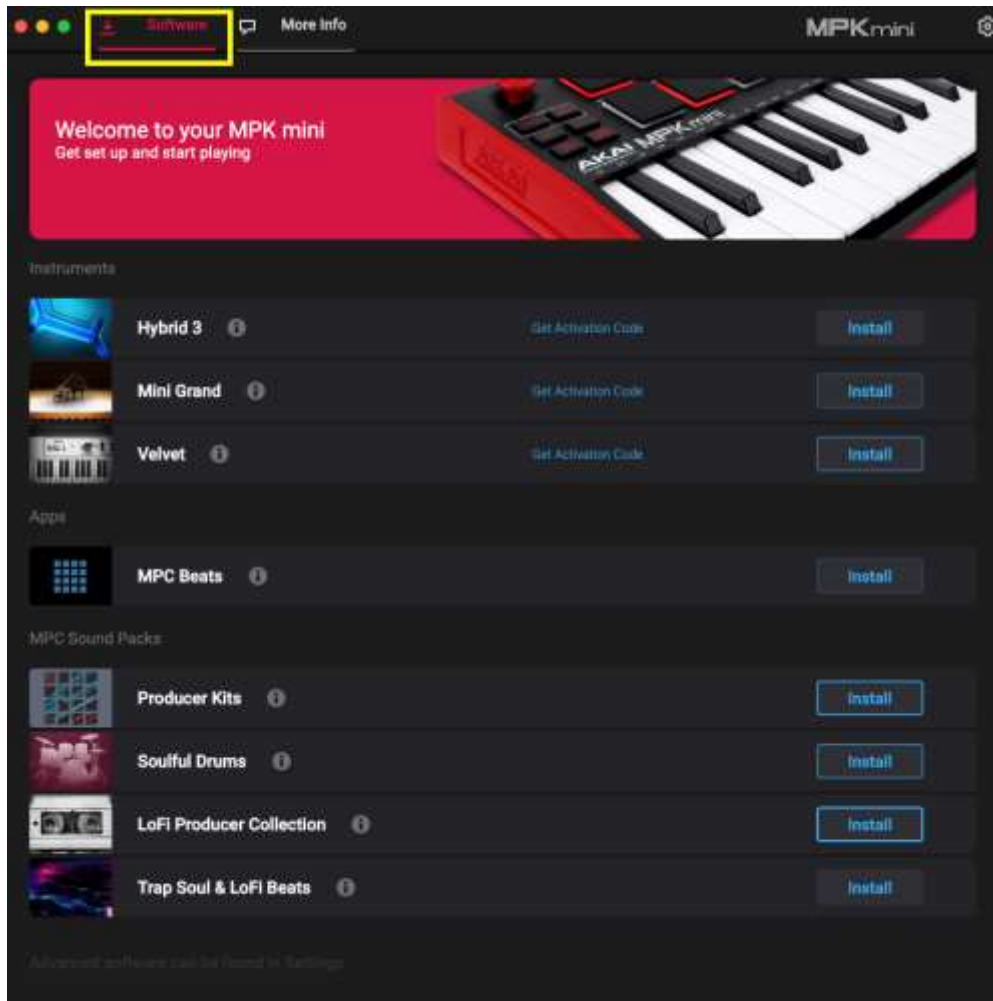 Software More Info MPKmini
Welcome to your MPK mini
Get set up and start playing
AKAI MPKmini
AKAI
Instruments
Hybrid 3 Get Activation Code Install
Mini Grand Get Activation Code Install
Velvet Get Activation Code Install
Apps
MPC Beats Install
MPC Sound Packs
Producer Kits Install
Soulful Drums Install
LoFi Producer Collection Install
Trap Soul & LoFi Beats Install
Advanced software can be found in Settings